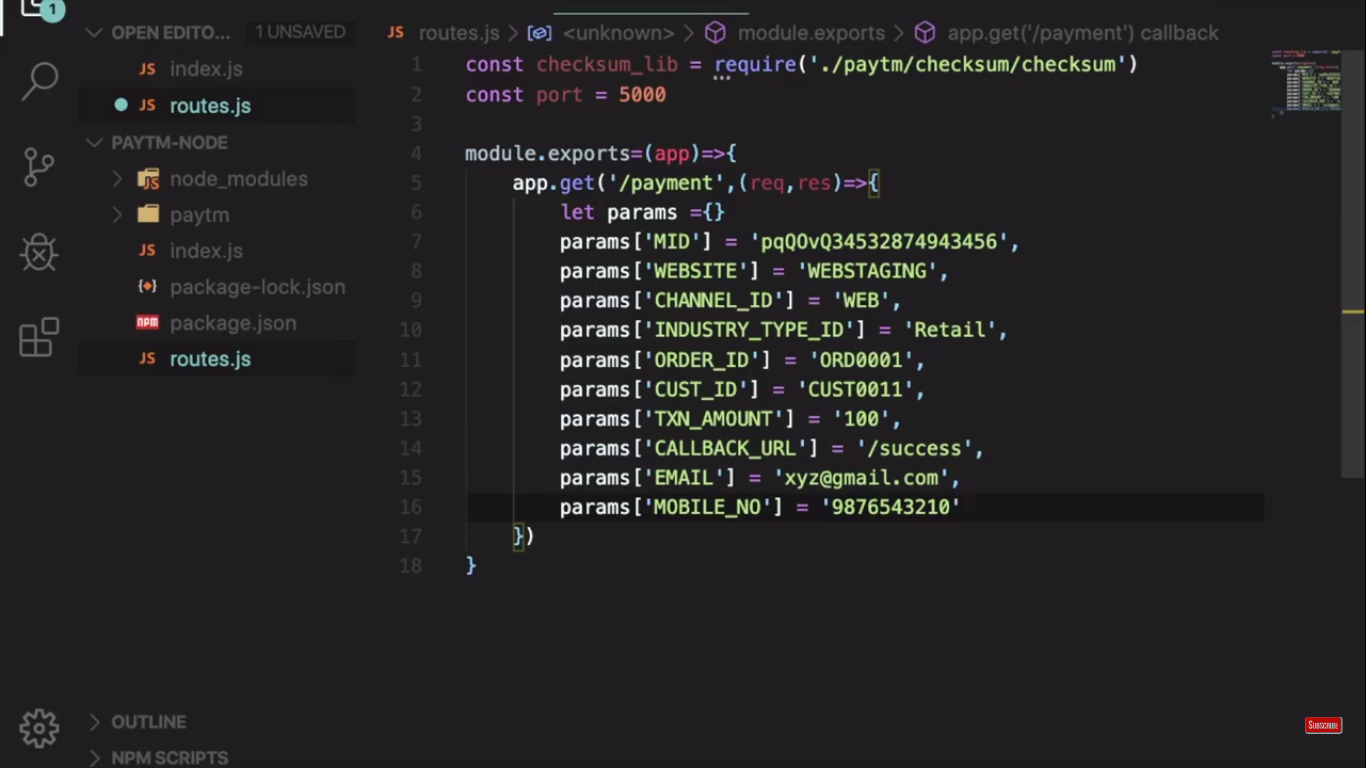 1
OPEN EDITO... 1 UNSAVED
JS index.js
JS routes.js
PAYTM-NODE
JS node_modules
paytm
JS index.js
package-lock.json
npm package.json
JS routes.js
OUTLINE
NPM SCRIPTS
JS routes.js > <unknown> > module.exports > app.get('/payment') callback
1 const checksum_lib = require('./paytm/checksum/checksum')
2 const port = 5000
3
4 module.exports=(app)=>{
5 app.get('/payment',(req,res)=>{
6 let params ={}
7 params['MID'] = 'pqQOvQ34532874943456',
8 params['WEBSITE'] = 'WEBSTAGING',
9 params['CHANNEL_ID'] = 'WEB',
10 params['INDUSTRY_TYPE_ID'] = 'Retail',
11 params['ORDER_ID'] = 'ORD0001',
12 params['CUST_ID'] = 'CUST0011',
13 params['TXN_AMOUNT'] = '100',
14 params['CALLBACK_URL'] = '/success',
15 params['EMAIL'] = 'xyz@gmail.com',
16 params['MOBILE_NO'] = '9876543210'
17 })
18 }
SUBSCRIBE